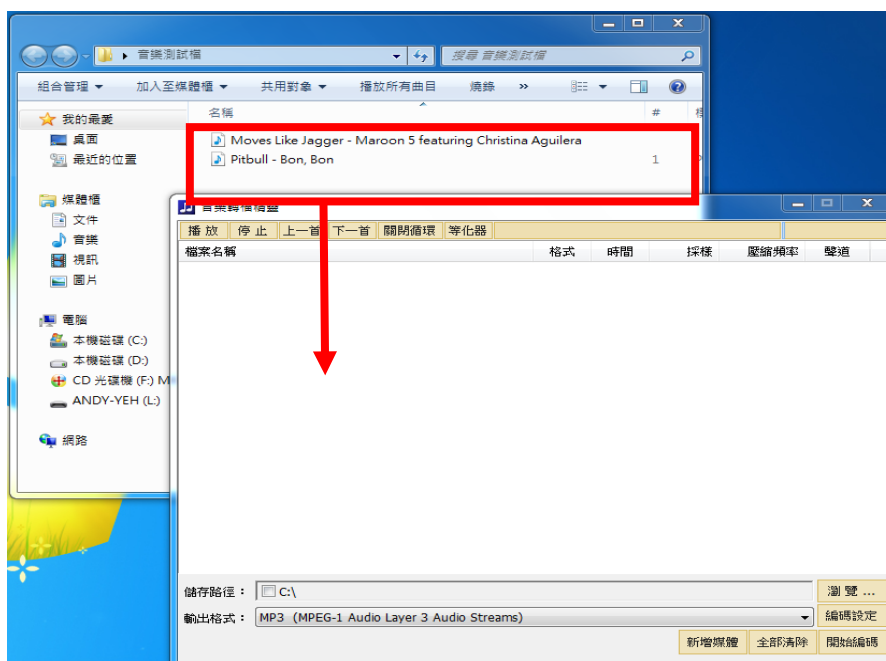 音樂測試檔
搜尋 音樂測試檔
組合管理 加入至媒體櫃 共用對象 播放所有曲目 燒錄 »
名稱 #
我的最愛
桌面
最近的位置
Moves Like Jagger - Maroon 5 featuring Christina Aguilera
Pitbull - Bon, Bon 1
媒體櫃
文件
音樂
視訊
圖片
電腦
本機磁碟 (C:)
本機磁碟 (D:)
CD 光碟機 (F:) M
ANDY-YEH (L:)
網路
播 放 停 止 上一首 下一首 關閉循環 等化器
檔案名稱 格式 時間 採樣 壓縮頻率 聲道
儲存路徑： C:\ 瀏 覽 ...
輸出格式： MP3 (MPEG-1 Audio Layer 3 Audio Streams) 編碼設定
新增媒體 全部清除 開始編碼